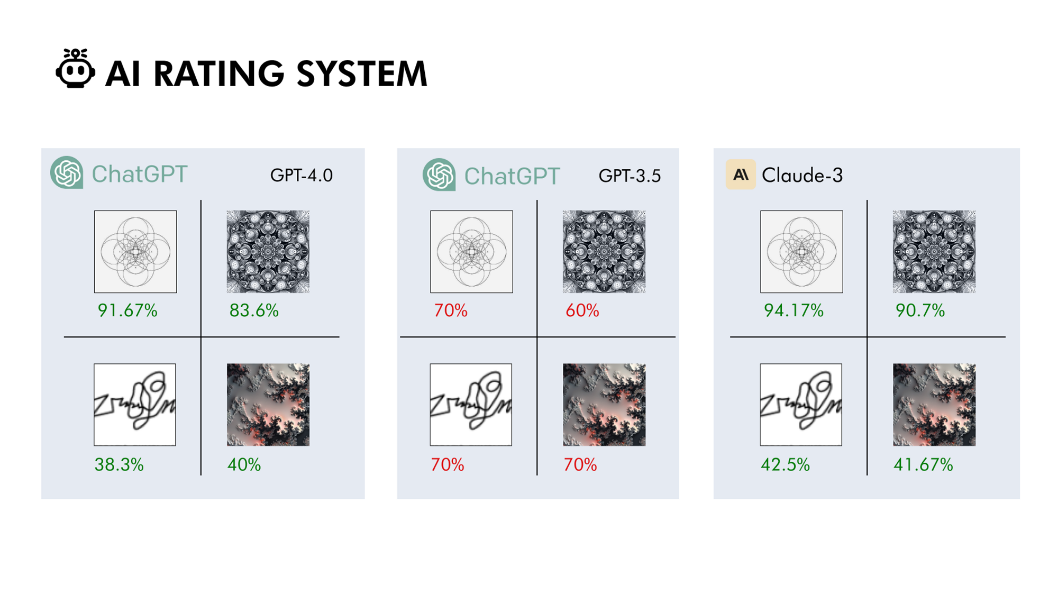 AI RATING SYSTEM
ChatGPT GPT-4.0
91.67% 83.6%
38.3% 40%
ChatGPT GPT-3.5
70% 60%
70% 70%
A\ Claude-3
94.17% 90.7%
42.5% 41.67%